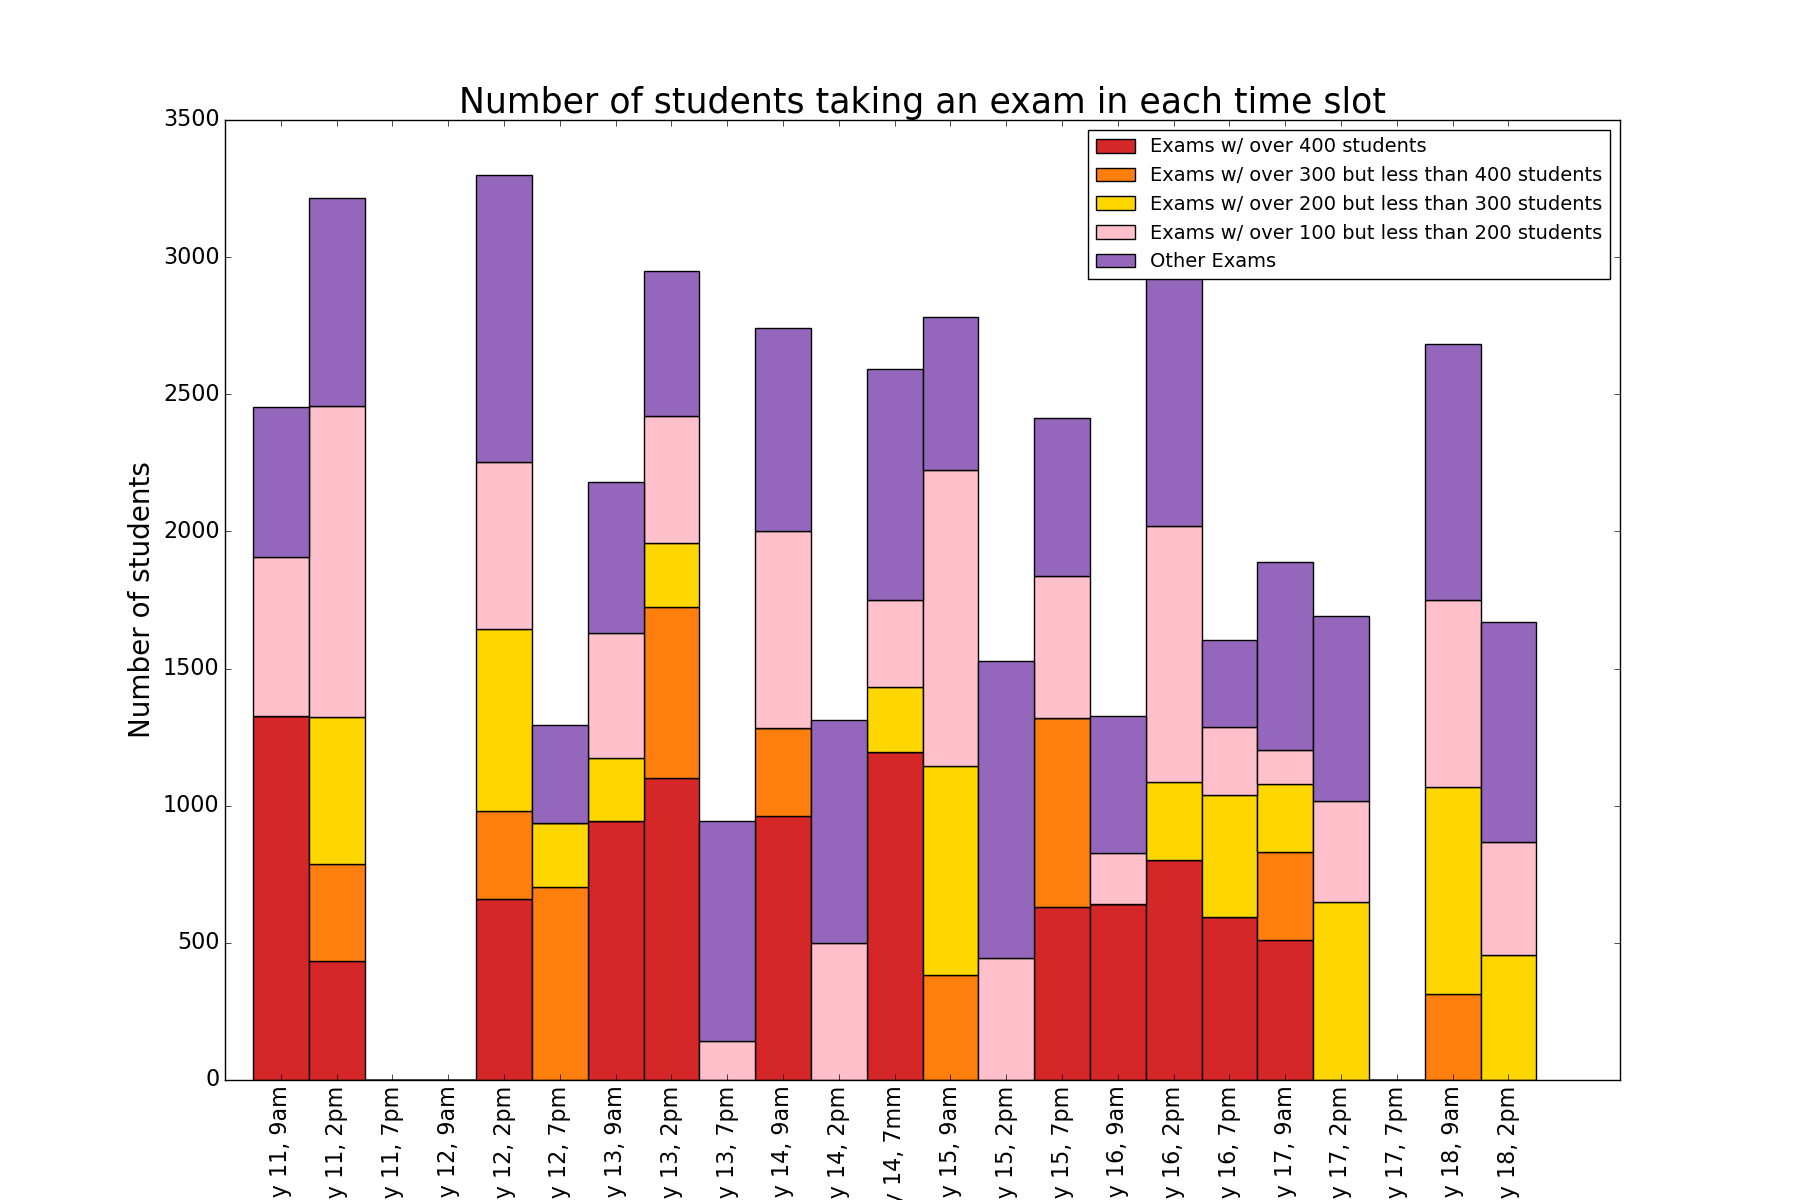 Number of students taking an exam in each time slot
Exams w/ over 400 students
Exams w/ over 300 but less than 400 students
Exams w/ over 200 but less than 300 students
Exams w/ over 100 but less than 200 students
Other Exams
Number of students
3500
3000
2500
2000
1500
1000
500
0
y 11, 9am
y 11, 2pm
y 11, 7pm
y 12, 9am
y 12, 2pm
y 12, 7pm
y 13, 9am
y 13, 2pm
y 13, 7pm
y 14, 9am
y 14, 2pm
y 14, 7mm
y 15, 9am
y 15, 2pm
y 15, 7pm
y 16, 9am
y 16, 2pm
y 16, 7pm
y 17, 9am
y 17, 2pm
y 17, 7pm
y 18, 9am
y 18, 2pm